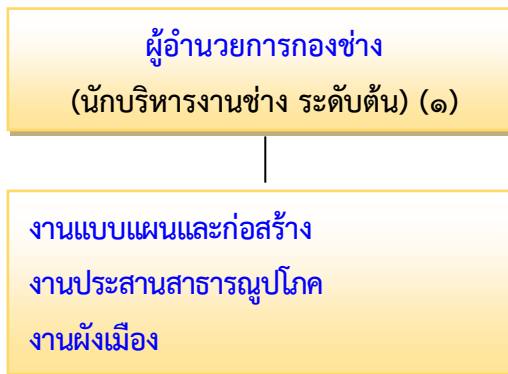 ผู้อำนวยการกองช่าง
(นักบริหารงานช่าง ระดับต้น) (๑)
งานแบบแผนและก่อสร้าง
งานประสานสาธารณูปโภค
งานผังเมือง